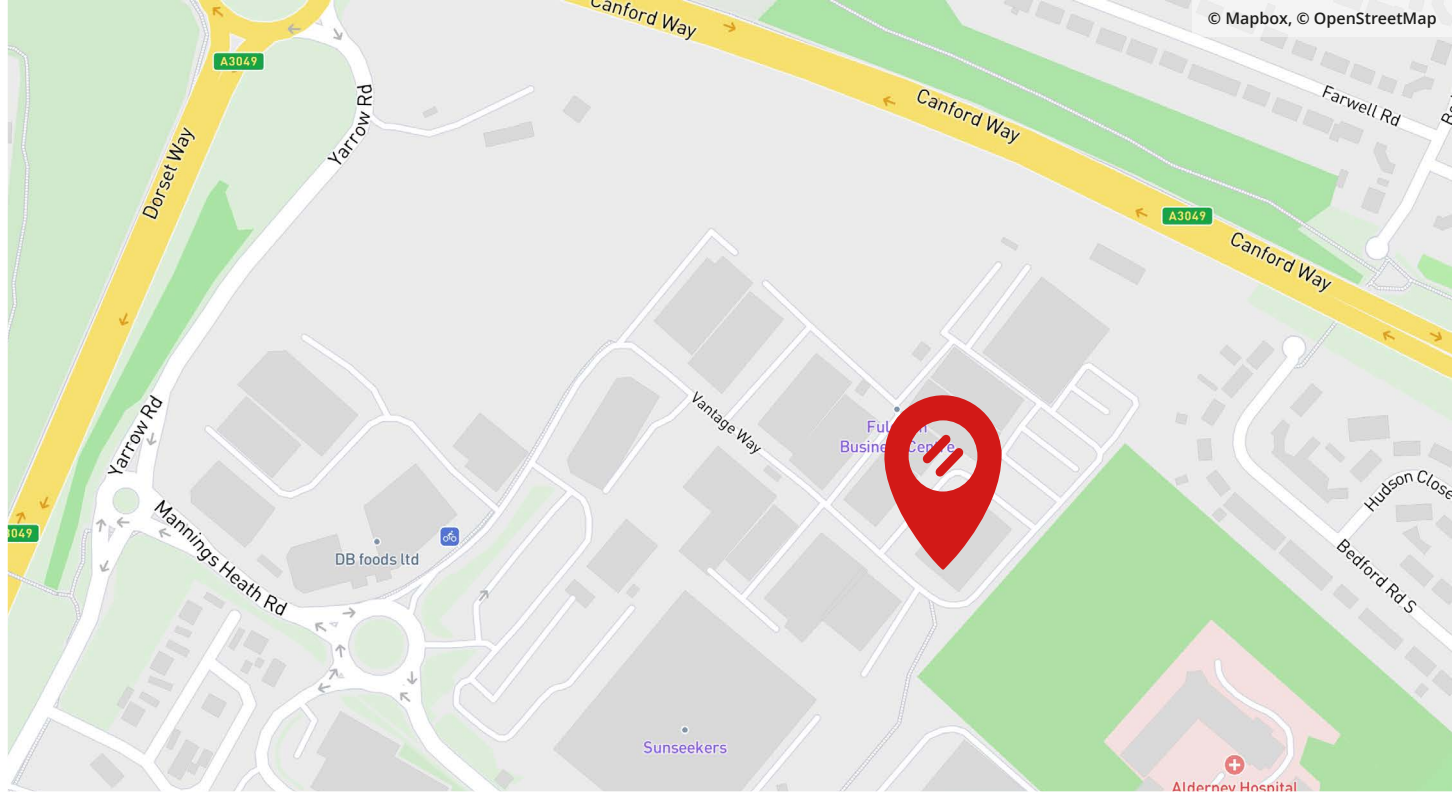 Canford Way
© Mapbox, © OpenStreetMap
A3049
Yarrow Rd
Dorset Way
Canford Way
Farwell Rd
A3049
Canford Way
Vantage Way
Yarrow Rd
Business Centre
Mannings Heath Rd
DB foods ltd
Hudson Close
Bedford Rd S
Sunseekers
Alderney Hospital